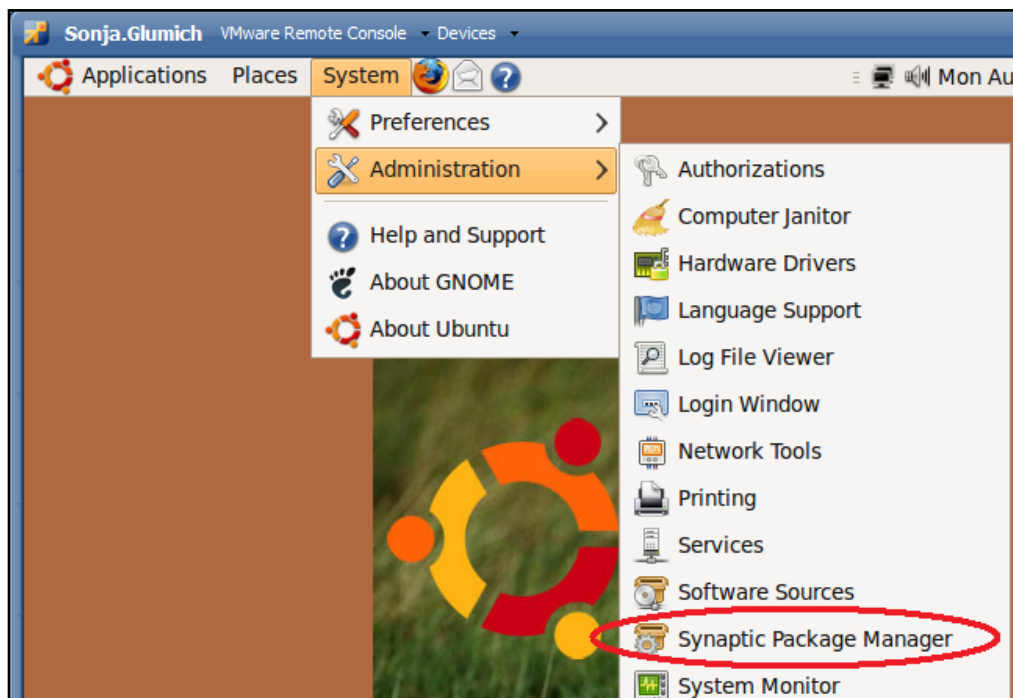 Sonja.Glumich VMware Remote Console Devices
Applications Places System Mon Au
Preferences
Administration
Help and Support
About GNOME
About Ubuntu
Authorizations
Computer Janitor
Hardware Drivers
Language Support
Log File Viewer
Login Window
Network Tools
Printing
Services
Software Sources
Synaptic Package Manager
System Monitor